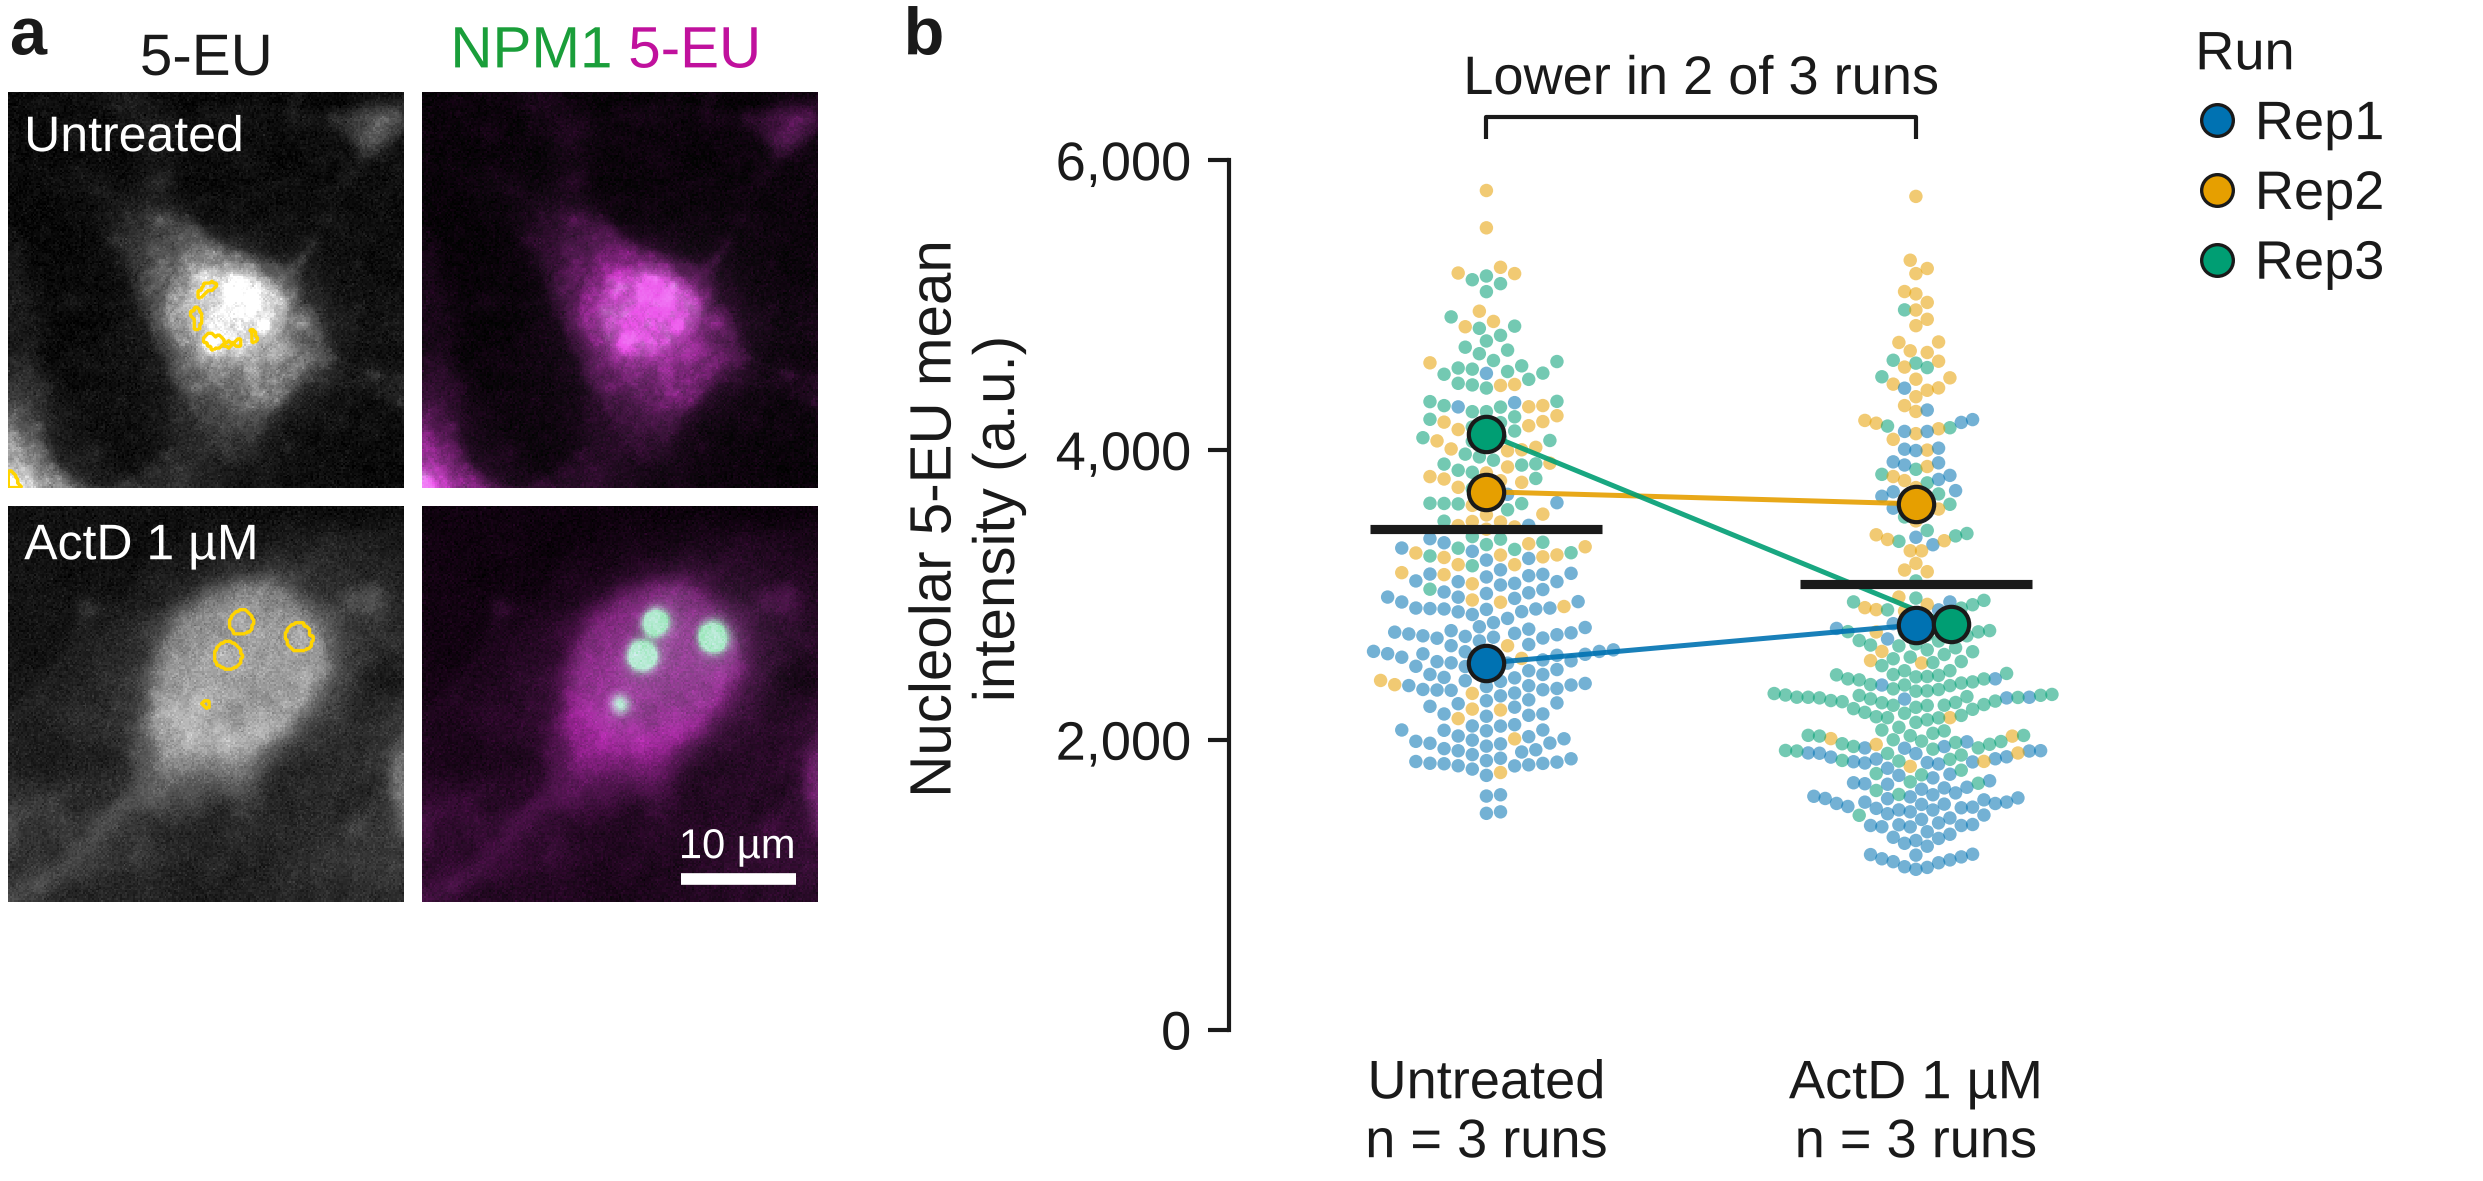 a
5-EU
NPM1 5-EU
Untreated
ActD 1 µM
10 µm
b
Lower in 2 of 3 runs
Nucleolar 5-EU mean
intensity (a.u.)
6,000
4,000
2,000
0
Untreated
n = 3 runs
ActD 1 µM
n = 3 runs
Run
Rep1
Rep2
Rep3